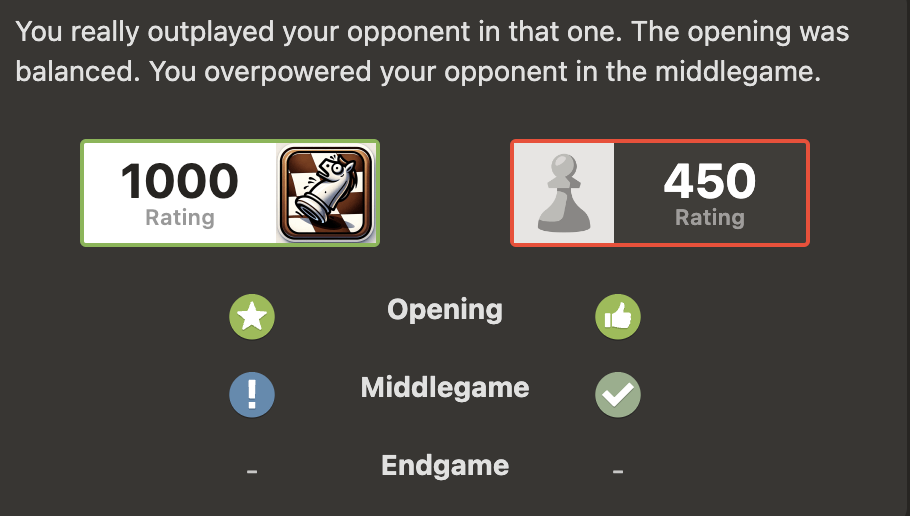 You really outplayed your opponent in that one. The opening was
balanced. You overpowered your opponent in the middlegame.
1000
Rating
450
Rating
Opening
!
Middlegame
-
Endgame
-